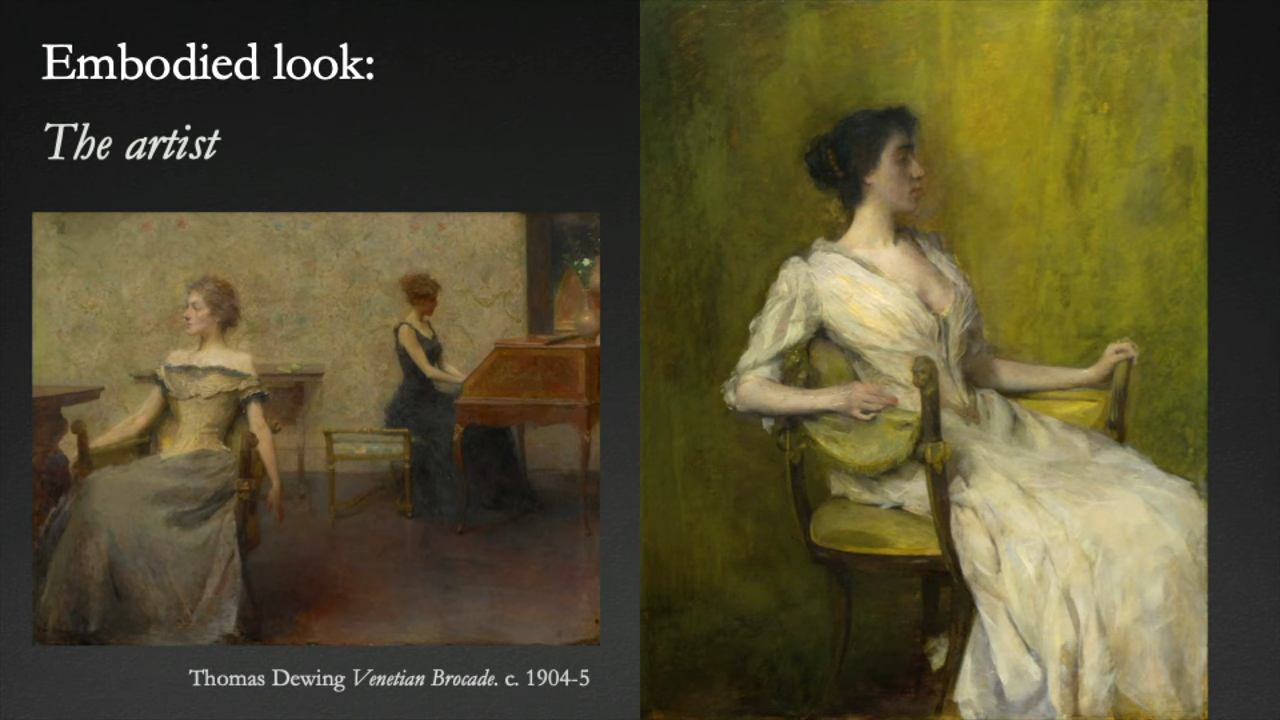 Embodied look:
The artist
Thomas Dewing Venetian Brocade. c. 1904-5